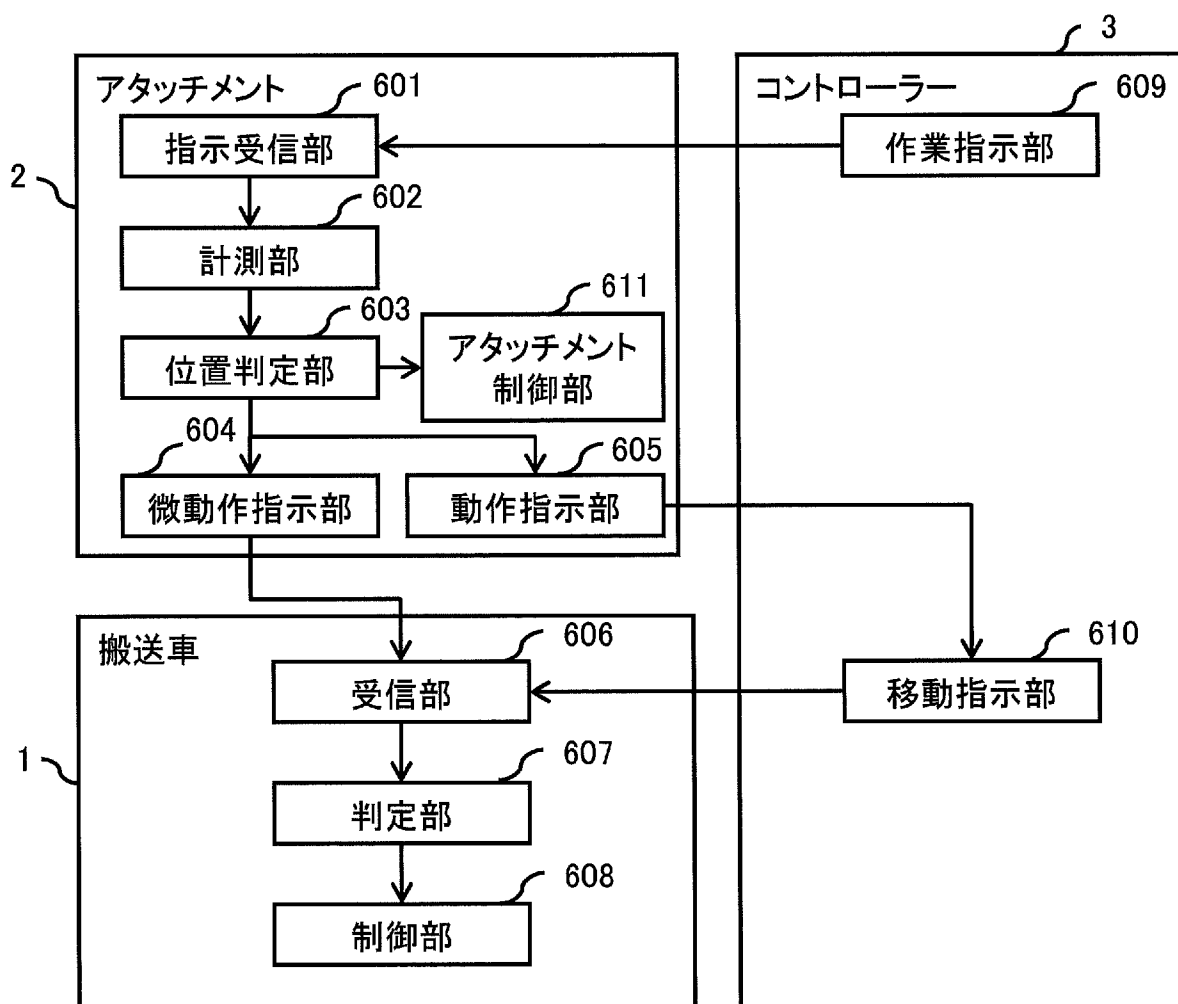 3
アタッチメント
601
コントローラー
609
指示受信部
作業指示部
2
602
計測部
611
603
アタッチメント
制御部
位置判定部
604
605
微動作指示部
動作指示部
搬送車
606
610
受信部
移動指示部
1
607
判定部
608
制御部